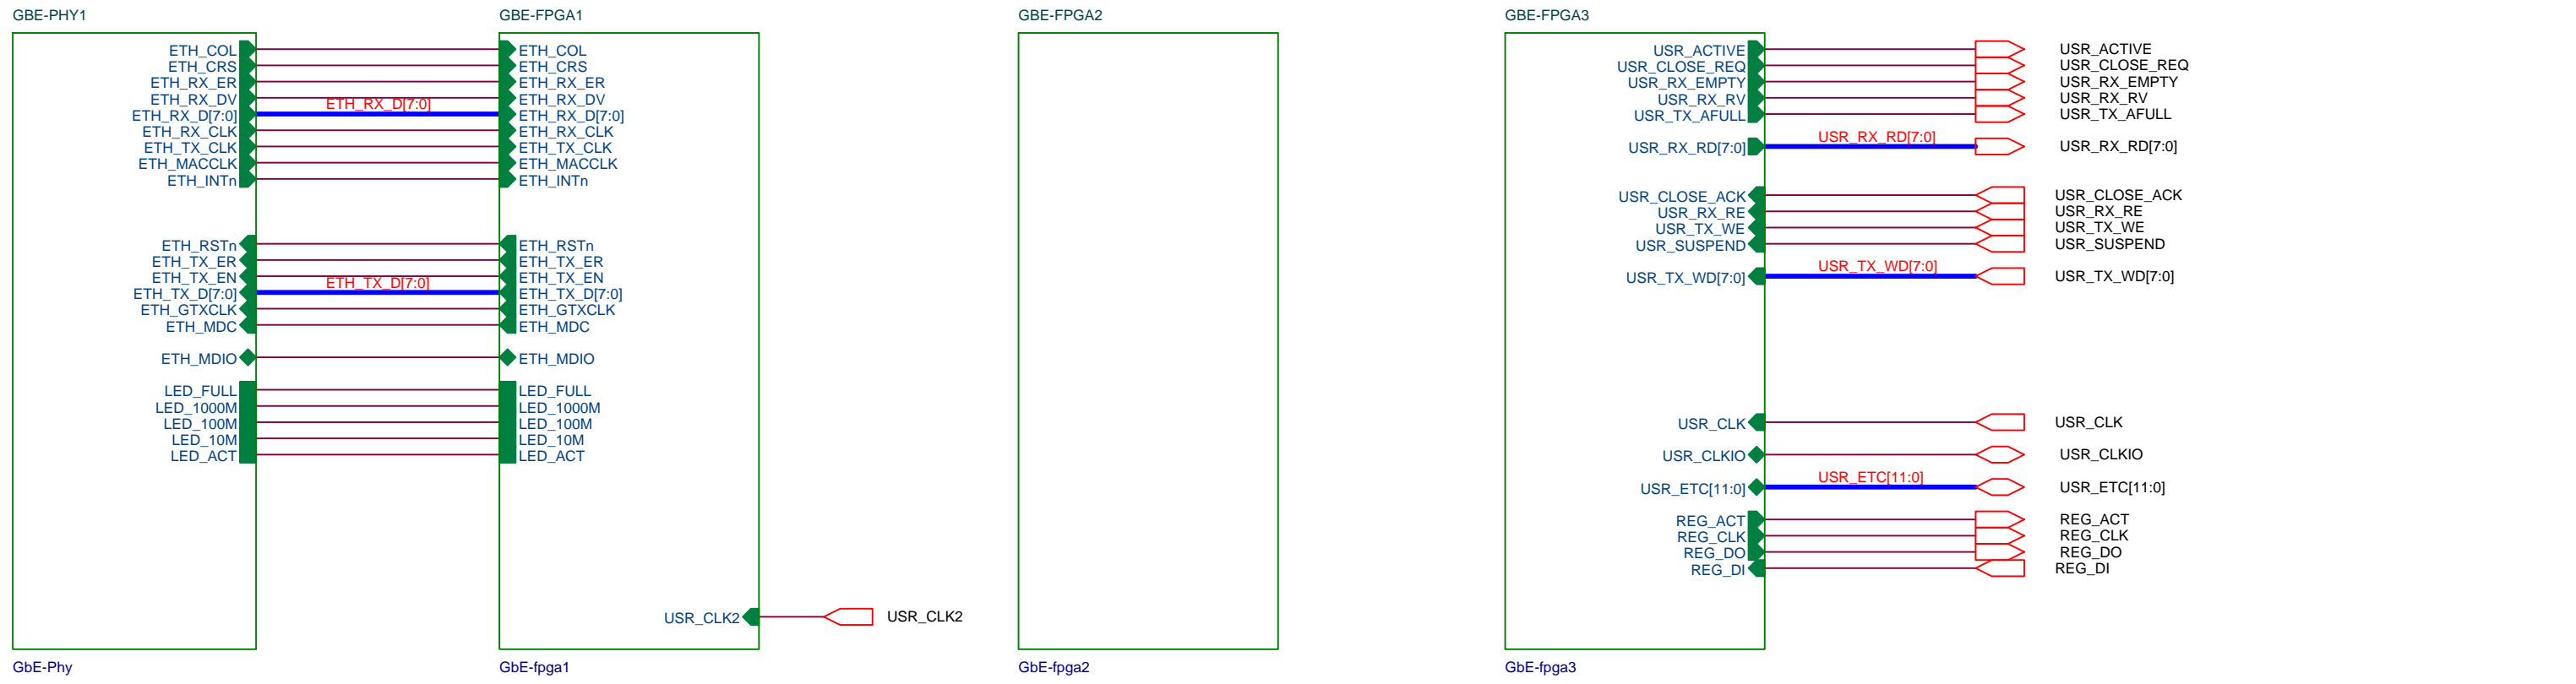 GBE-PHY1
ETH_COL
ETH_CRS
ETH_RX_ER
ETH_RX_DV
ETH_RX_D[7:0]
ETH_RX_CLK
ETH_TX_CLK
ETH_MACCLK
ETH_INTn
ETH_RSTn
ETH_TX_ER
ETH_TX_EN
ETH_TX_D[7:0]
ETH_GTXCLK
ETH_MDC
ETH_MDIO
LED_FULL
LED_1000M
LED_100M
LED_10M
LED_ACT
GbE-Phy
ETH_RX_D[7:0]
ETH_TX_D[7:0]
GBE-FPGA1
ETH_COL
ETH_CRS
ETH_RX_ER
ETH_RX_DV
ETH_RX_D[7:0]
ETH_RX_CLK
ETH_TX_CLK
ETH_MACCLK
ETH_INTn
ETH_RSTn
ETH_TX_ER
ETH_TX_EN
ETH_TX_D[7:0]
ETH_GTXCLK
ETH_MDC
ETH_MDIO
LED_FULL
LED_1000M
LED_100M
LED_10M
LED_ACT
USR_CLK2
USR_CLK2
GbE-fpga1
GBE-FPGA2
GbE-fpga2
GBE-FPGA3
USR_ACTIVE
USR_CLOSE_REQ
USR_RX_EMPTY
USR_RX_RV
USR_TX_AFULL
USR_RX_RD[7:0]
USR_CLOSE_ACK
USR_RX_RE
USR_TX_WE
USR_SUSPEND
USR_TX_WD[7:0]
USR_CLK
USR_CLKIO
USR_ETC[11:0]
REG_ACT
REG_CLK
REG_DO
REG_DI
GbE-fpga3
USR_RX_RD[7:0]
USR_TX_WD[7:0]
USR_ETC[11:0]
USR_ACTIVE
USR_CLOSE_REQ
USR_RX_EMPTY
USR_RX_RV
USR_TX_AFULL
USR_RX_RD[7:0]
USR_CLOSE_ACK
USR_RX_RE
USR_TX_WE
USR_SUSPEND
USR_TX_WD[7:0]
USR_CLK
USR_CLKIO
USR_ETC[11:0]
REG_ACT
REG_CLK
REG_DO
REG_DI